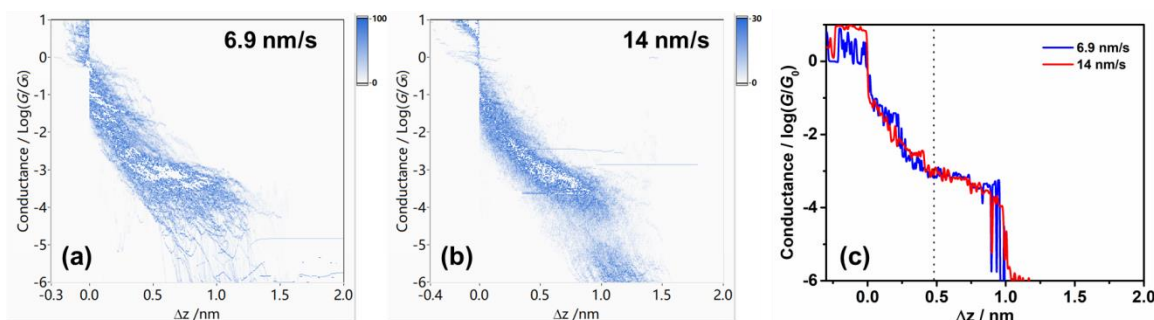 1
0
-1
-2
-3
-4
-5
-6
Conductance / Log(G/G₀)
6.9 nm/s
(a)
-0.3 0.0 0.5 1.0 1.5 2.0
Δz /nm
100
0
1
0
-1
-2
-3
-4
-5
-6
Conductance / Log(G/G₀)
14 nm/s
(b)
-0.4 0.0 0.5 1.0 1.5 2.0
Δz /nm
30
0
0
-2
-4
-6
Conductance / log(G/G₀)
6.9 nm/s
14 nm/s
(c)
0.0 0.5 1.0 1.5 2.0
Δz / nm